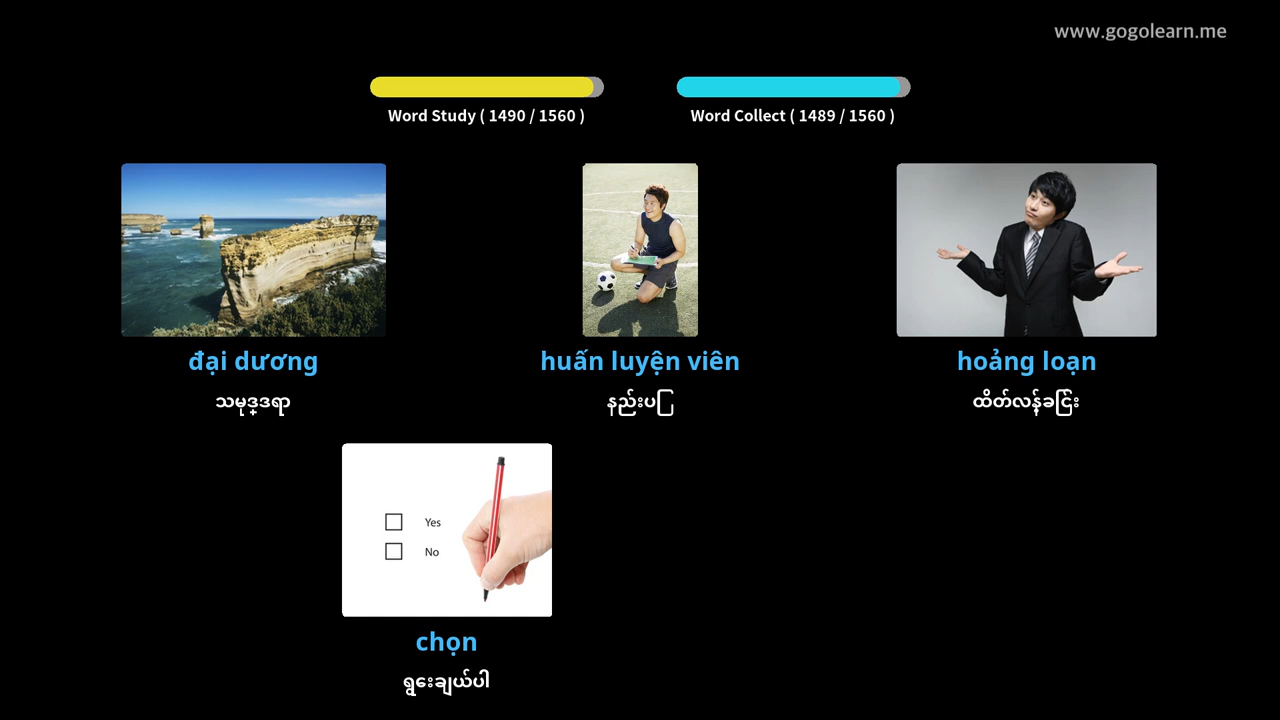 www.gogolearn.me
Word Study ( 1490 / 1560 )
Word Collect ( 1489 / 1560 )
đại dương
huấn luyện viên
hoảng loạn
သမုဒ္ဒရာ
နည်းပြ
ထိတ်လန့်ခြင်း
Yes
No
chọn
ရွေးချယ်ပါ